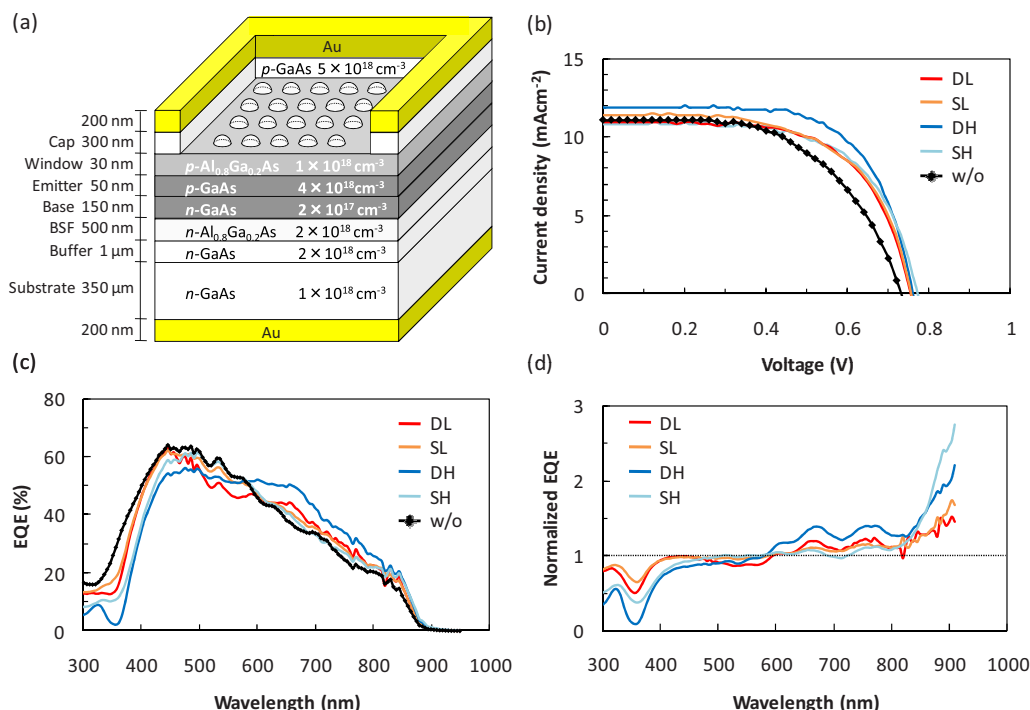 (a)
Au
p-GaAs 5 × 10¹⁸ cm⁻³
200 nm
Cap 300 nm
Window 30 nm
p-Al₀.₈Ga₀.₂As 1 × 10¹⁸ cm⁻³
Emitter 50 nm
p-GaAs 4 × 10¹⁸ cm⁻³
Base 150 nm
n-GaAs 2 × 10¹⁷ cm⁻³
BSF 500 nm
n-Al₀.₈Ga₀.₂As 2 × 10¹⁸ cm⁻³
Buffer 1 µm
n-GaAs 2 × 10¹⁸ cm⁻³
Substrate 350 µm
n-GaAs 1 × 10¹⁸ cm⁻³
200 nm
Au
(b)
Current density (mAcm⁻²)
15
10
5
0
0 0.2 0.4 0.6 0.8 1
Voltage (V)
DL
SL
DH
SH
w/o
(c)
EQE (%)
80
60
40
20
0
300 400 500 600 700 800 900 1000
Wavelength (nm)
DL
SL
DH
SH
w/o
(d)
Normalized EQE
3
2
1
0
300 400 500 600 700 800 900 1000
Wavelength (nm)
DL
SL
DH
SH